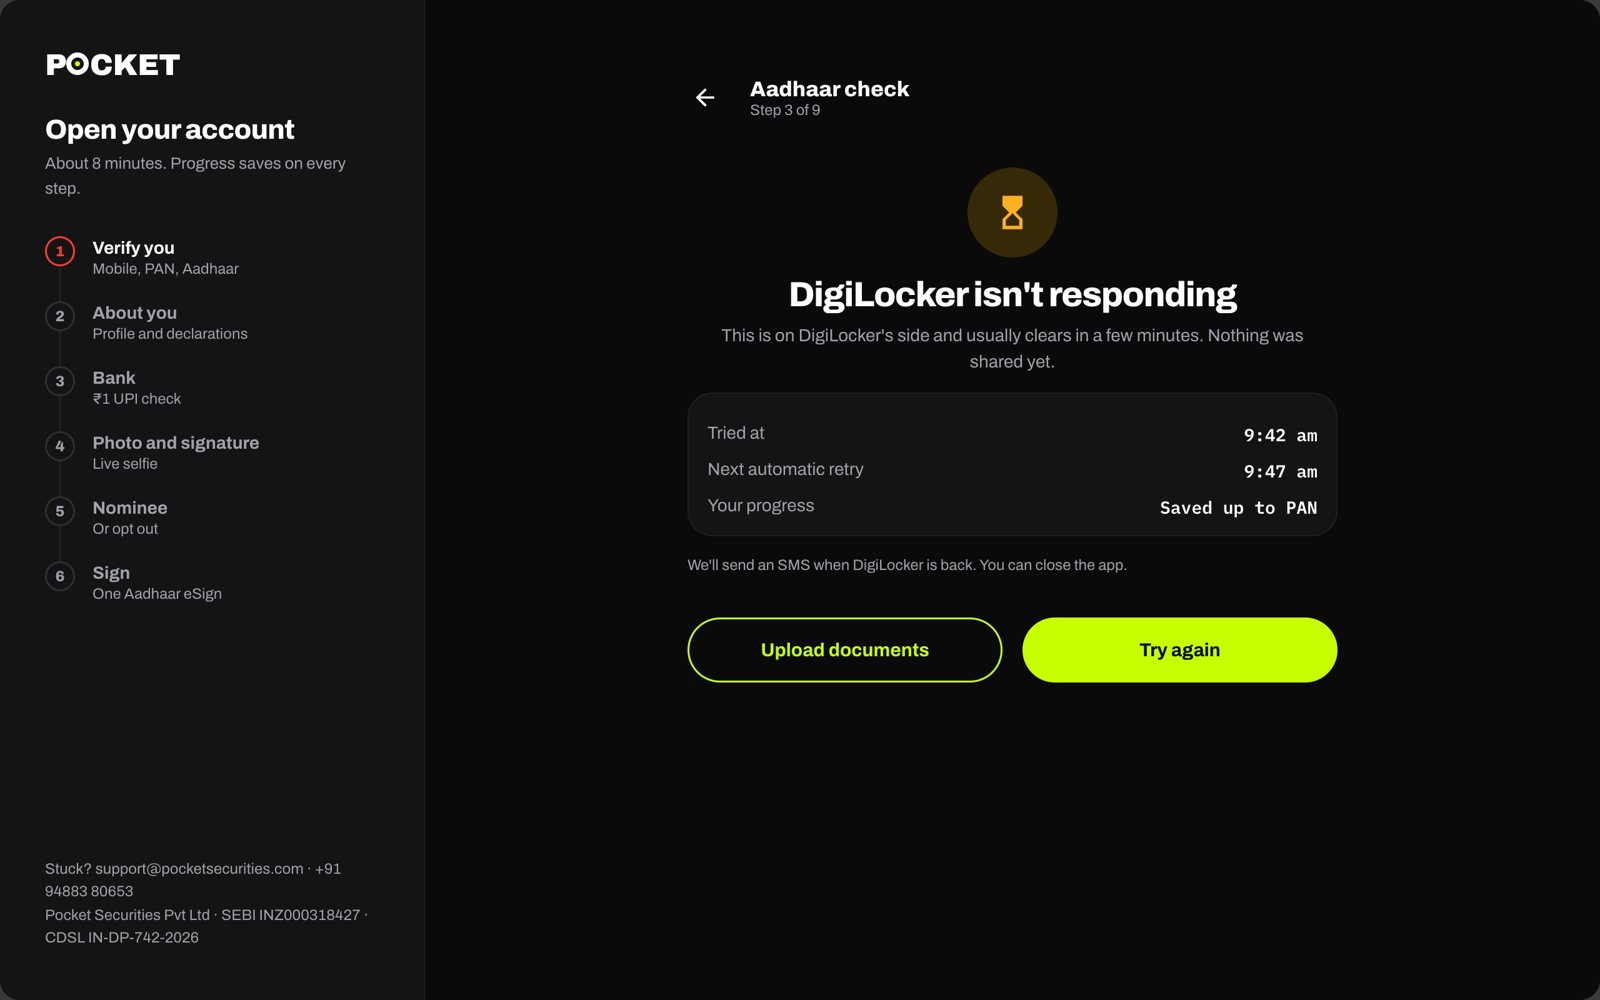 POCKET
Open your account
About 8 minutes. Progress saves on every
step.
1
Verify you
Mobile, PAN, Aadhaar
2
About you
Profile and declarations
3
Bank
₹1 UPI check
4
Photo and signature
Live selfie
5
Nominee
Or opt out
6
Sign
One Aadhaar eSign
Stuck? support@pocketsecurities.com · +91
94883 80653
Pocket Securities Pvt Ltd · SEBI INZ000318427 ·
CDSL IN-DP-742-2026
Aadhaar check
Step 3 of 9
DigiLocker isn't responding
This is on DigiLocker's side and usually clears in a few minutes. Nothing was
shared yet.
Tried at 9:42 am
Next automatic retry 9:47 am
Your progress Saved up to PAN
We'll send an SMS when DigiLocker is back. You can close the app.
Upload documents
Try again